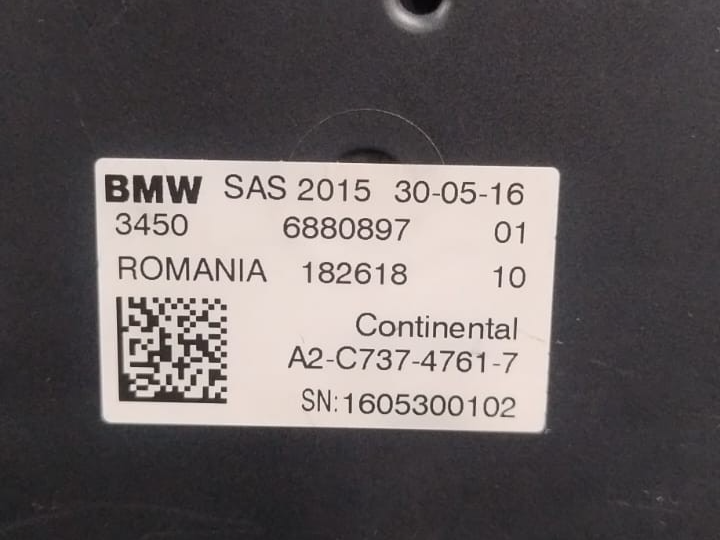 BMW SAS 2015 30-05-16
3450 6880897 01
ROMANIA 182618 10
Continental
A2-C737-4761-7
SN:1605300102